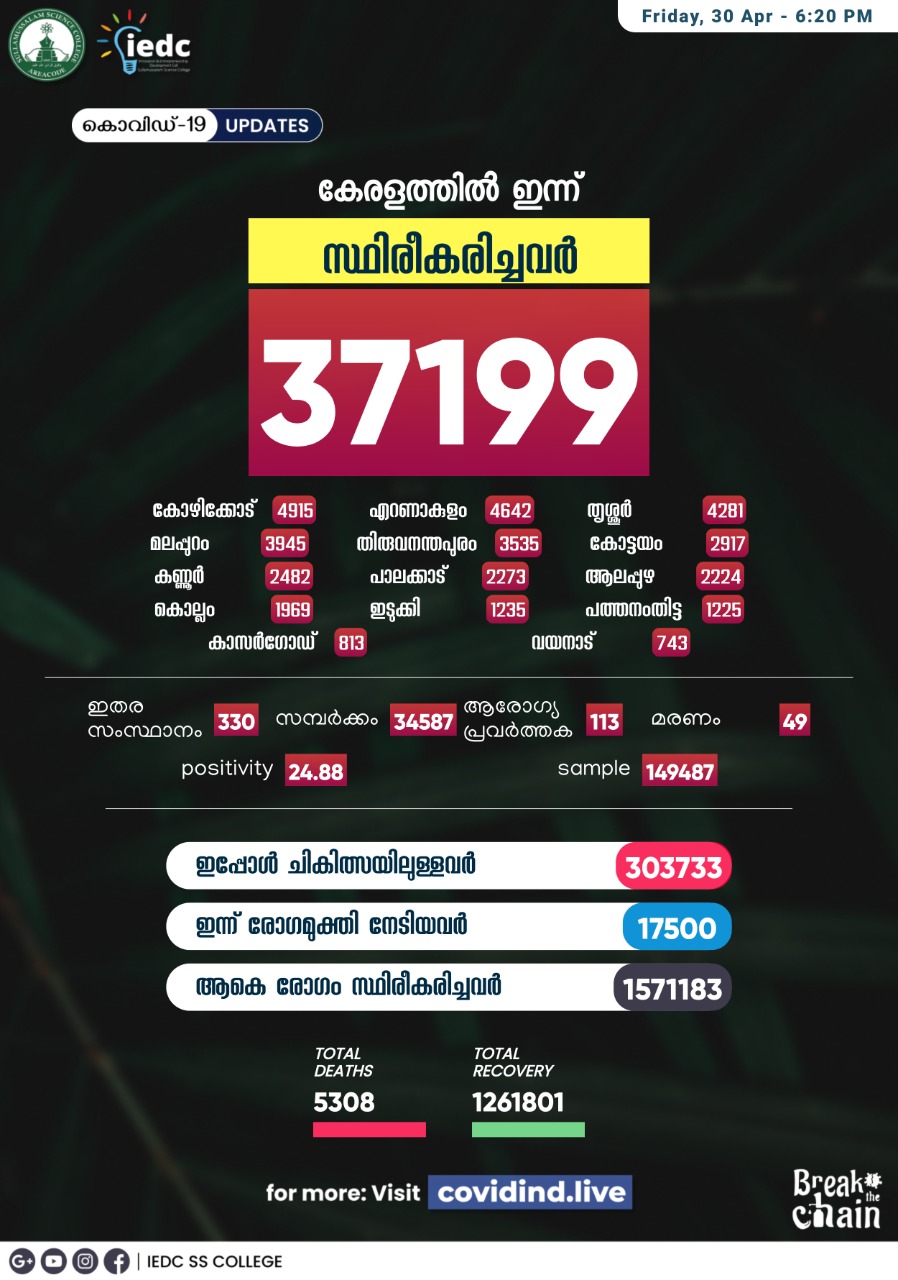 Friday, 30 Apr - 6:20 PM
SULLAMUSSALAM SCIENCE COLLEGE
AREACODE
iedc
കൊവിഡ്-19 UPDATES
കേരളത്തിൽ ഇന്ന്
സ്ഥിരീകരിച്ചവർ
37199
കോഴിക്കോട് 4915 എറണാകുളം 4642 തൃശ്ശൂർ 4281
മലപ്പുറം 3945 തിരുവനന്തപുരം 3535 കോട്ടയം 2917
കണ്ണൂർ 2482 പാലക്കാട് 2273 ആലപ്പുഴ 2224
കൊല്ലം 1969 ഇടുക്കി 1235 പത്തനംതിട്ട 1225
കാസർഗോഡ് 813 വയനാട് 743
ഇതര സംസ്ഥാനം 330 സമ്പർക്കം 34587 ആരോഗ്യ പ്രവർത്തക 113 മരണം 49
positivity 24.88 sample 149487
ഇപ്പോൾ ചികിത്സയിലുള്ളവർ 303733
ഇന്ന് രോഗമുക്തി നേടിയവർ 17500
ആകെ രോഗം സ്ഥിരീകരിച്ചവർ 1571183
TOTAL DEATHS
5308
TOTAL RECOVERY
1261801
for more: Visit covidind.live
Break the chain
G+ f | IEDC SS COLLEGE